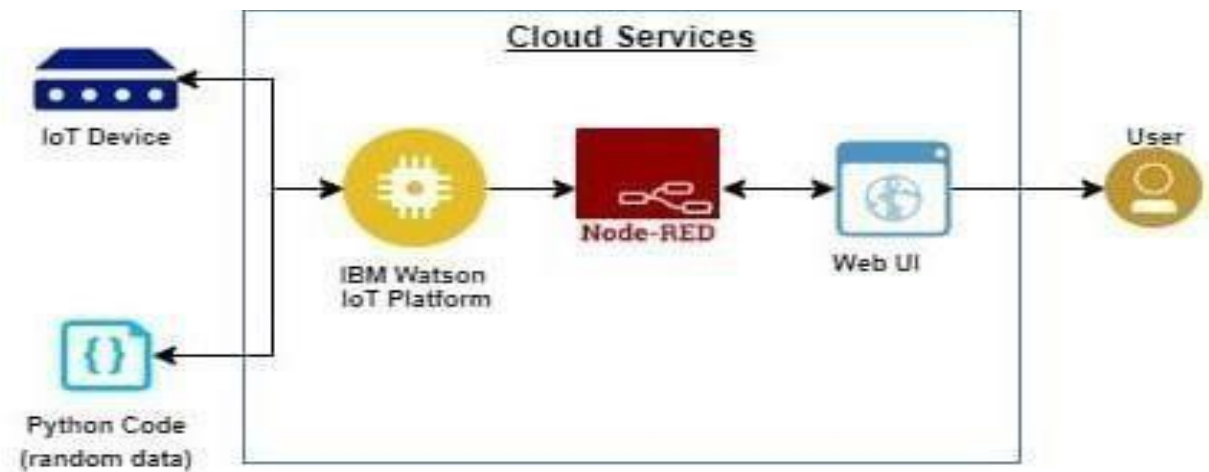 Cloud Services
IoT Device
User
Node-RED
Web UI
IBM Watson
IoT Platform
{}
Python Code
(random data)